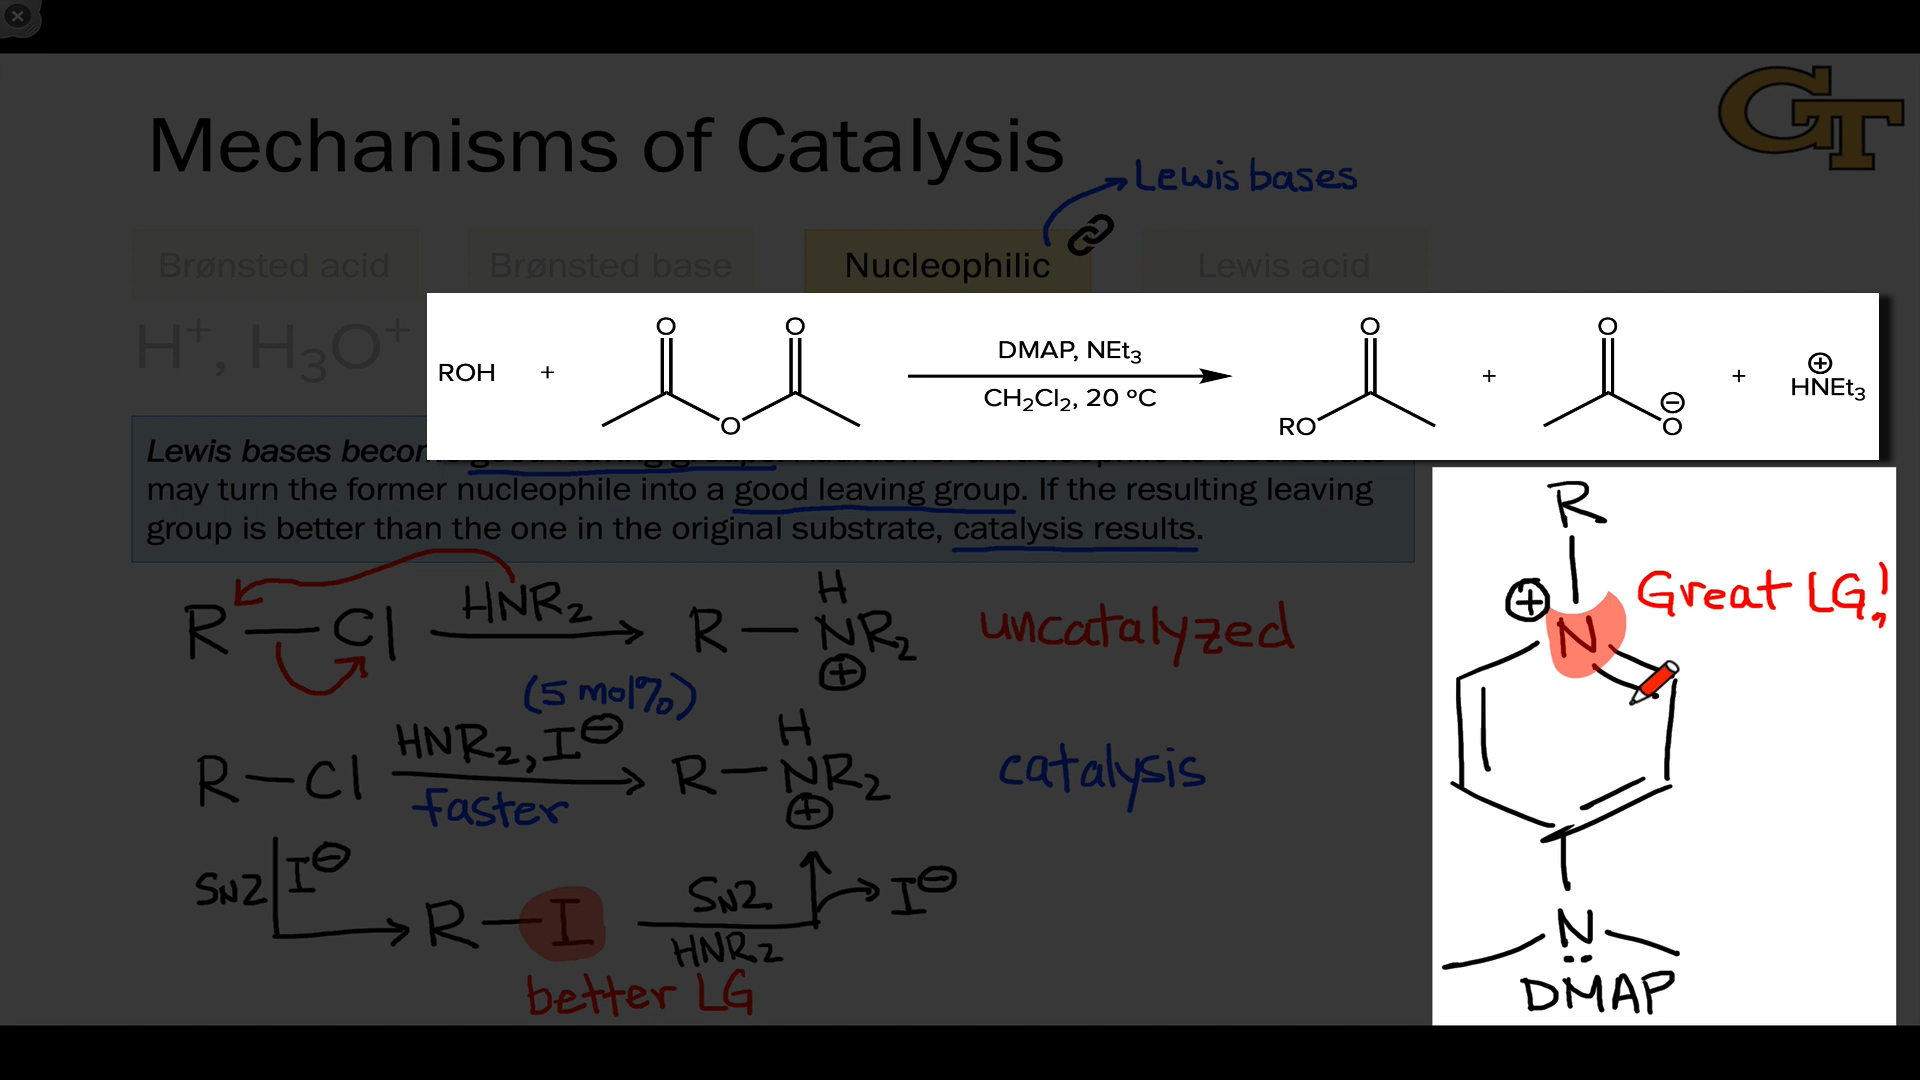 GT
Mechanisms of Catalysis
Lewis bases
Brønsted acid
Brønsted base
Nucleophilic
Lewis acid
H⁺, H₃O⁺
ROH + O O O DMAP, NEt₃ O RO + O O ⊖ + ⊕ HNEt₃
CH₂Cl₂, 20 °C
Lewis bases
may turn the former nucleophile into a good leaving group. If the resulting leaving
group is better than the one in the original substrate, catalysis results.
R–Cl HNR₂ R–NR₂ H ⊕ uncatalyzed
(5 mol%)
R–Cl HNR₂, I⊖ R–NR₂ H ⊕ catalysis
faster
SN2 I⊖ R–I SN2 I⊖
HNR₂
better LG
R
⊕ N Great LG!
N
DMAP